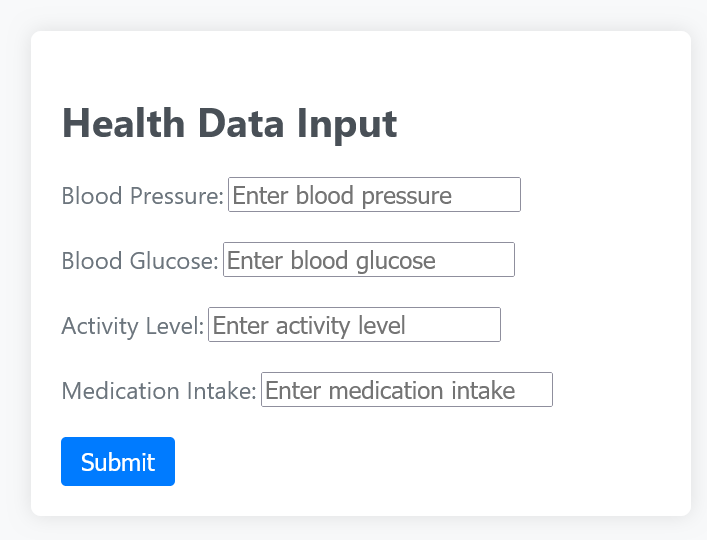 Health Data Input
Blood Pressure: Enter blood pressure
Blood Glucose: Enter blood glucose
Activity Level: Enter activity level
Medication Intake: Enter medication intake
Submit